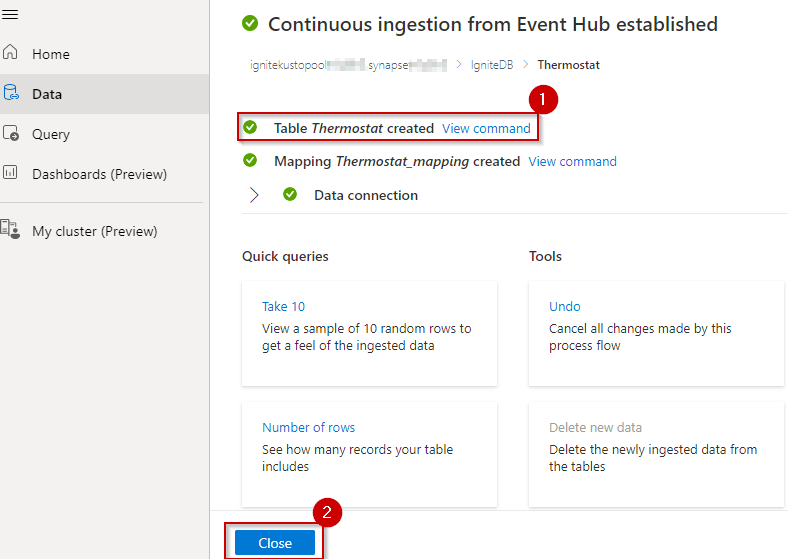 Continuous ingestion from Event Hub established
Home
ignitekustopool .synapse > IgniteDB > Thermostat
Data
1
Table Thermostat created View command
Query
Mapping Thermostat_mapping created View command
Dashboards (Preview)
Data connection
My cluster (Preview)
Quick queries
Tools
Take 10
View a sample of 10 random rows to
get a feel of the ingested data
Undo
Cancel all changes made by this
process flow
Number of rows
See how many records your table
includes
Delete new data
Delete the newly ingested data from
the tables
2
Close